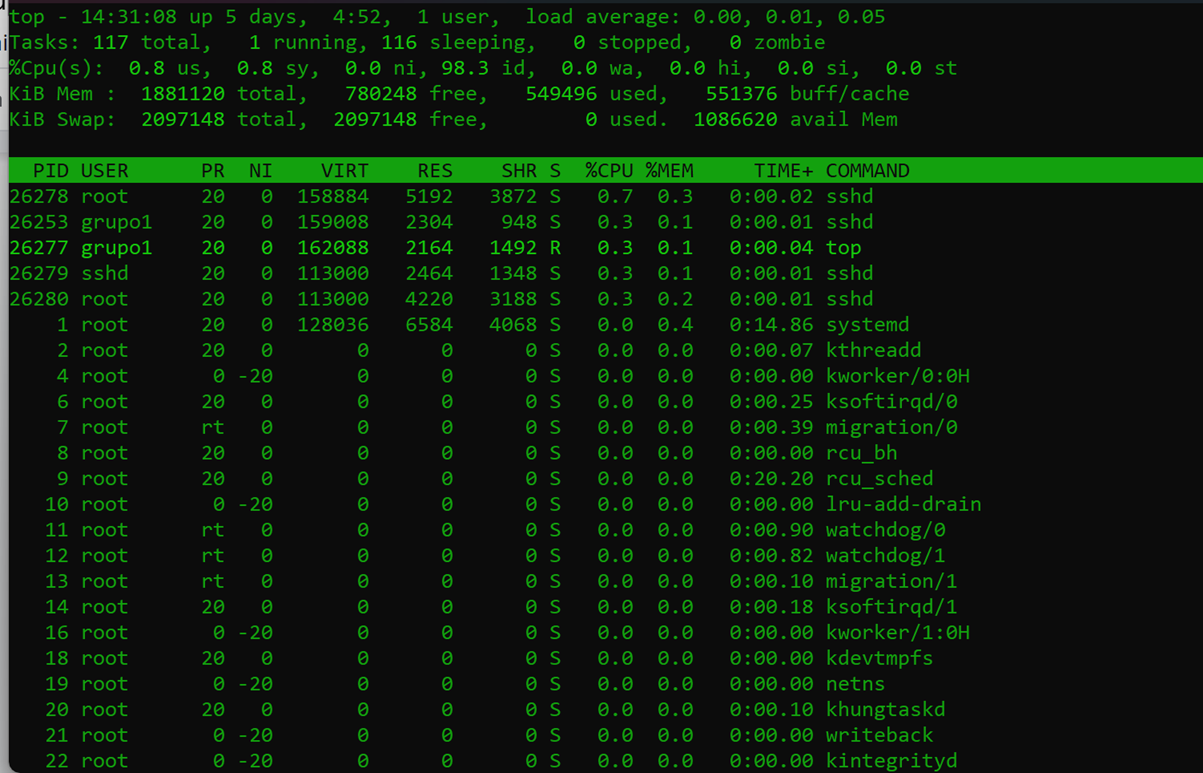 top - 14:31:08 up 5 days,  4:52,  1 user,  load average: 0.00, 0.01, 0.05
Tasks: 117 total,   1 running, 116 sleeping,   0 stopped,   0 zombie
%Cpu(s):  0.8 us,  0.8 sy,  0.0 ni, 98.3 id,  0.0 wa,  0.0 hi,  0.0 si,  0.0 st
KiB Mem :  1881120 total,   780248 free,   549496 used,   551376 buff/cache
KiB Swap:  2097148 total,  2097148 free,        0 used.  1086620 avail Mem
  PID USER      PR  NI    VIRT    RES    SHR S  %CPU %MEM     TIME+ COMMAND
26278 root      20   0  158884   5192   3872 S   0.7  0.3   0:00.02 sshd
26253 grupo1    20   0  159008   2304    948 S   0.3  0.1   0:00.01 sshd
26277 grupo1    20   0  162088   2164   1492 R   0.3  0.1   0:00.04 top
26279 sshd      20   0  113000   2464   1348 S   0.3  0.1   0:00.01 sshd
26280 root      20   0  113000   4220   3188 S   0.3  0.2   0:00.01 sshd
    1 root      20   0  128036   6584   4068 S   0.0  0.4   0:14.86 systemd
    2 root      20   0       0      0      0 S   0.0  0.0   0:00.07 kthreadd
    4 root       0 -20       0      0      0 S   0.0  0.0   0:00.00 kworker/0:0H
    6 root      20   0       0      0      0 S   0.0  0.0   0:00.25 ksoftirqd/0
    7 root      rt   0       0      0      0 S   0.0  0.0   0:00.39 migration/0
    8 root      20   0       0      0      0 S   0.0  0.0   0:00.00 rcu_bh
    9 root      20   0       0      0      0 S   0.0  0.0   0:20.20 rcu_sched
   10 root       0 -20       0      0      0 S   0.0  0.0   0:00.00 lru-add-drain
   11 root      rt   0       0      0      0 S   0.0  0.0   0:00.90 watchdog/0
   12 root      rt   0       0      0      0 S   0.0  0.0   0:00.82 watchdog/1
   13 root      rt   0       0      0      0 S   0.0  0.0   0:00.10 migration/1
   14 root      20   0       0      0      0 S   0.0  0.0   0:00.18 ksoftirqd/1
   16 root       0 -20       0      0      0 S   0.0  0.0   0:00.00 kworker/1:0H
   18 root      20   0       0      0      0 S   0.0  0.0   0:00.00 kdevtmpfs
   19 root       0 -20       0      0      0 S   0.0  0.0   0:00.00 netns
   20 root      20   0       0      0      0 S   0.0  0.0   0:00.10 khungtaskd
   21 root       0 -20       0      0      0 S   0.0  0.0   0:00.00 writeback
   22 root       0 -20       0      0      0 S   0.0  0.0   0:00.00 kintegrityd